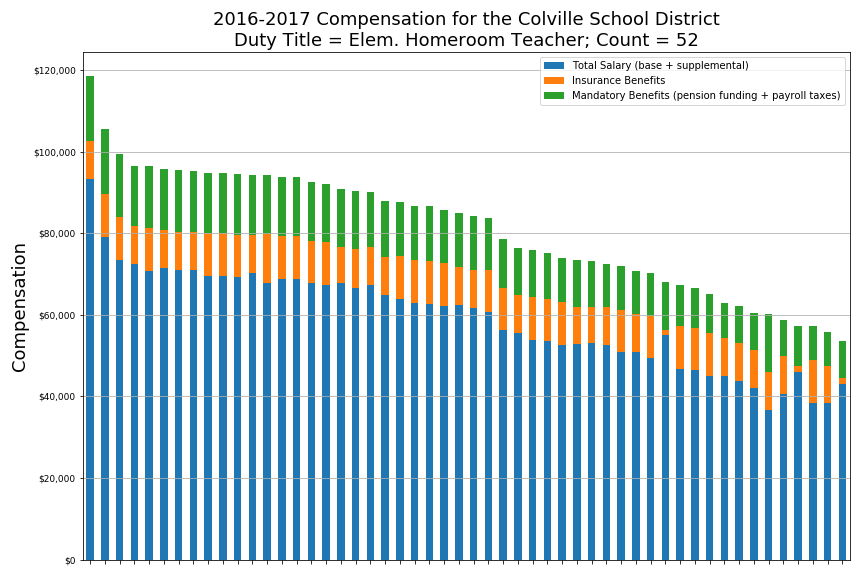 2016-2017 Compensation for the Colville School District
Duty Title = Elem. Homeroom Teacher; Count = 52
Total Salary (base + supplemental)
Insurance Benefits
Mandatory Benefits (pension funding + payroll taxes)
$120,000
$100,000
$80,000
$60,000
$40,000
$20,000
$0
Compensation